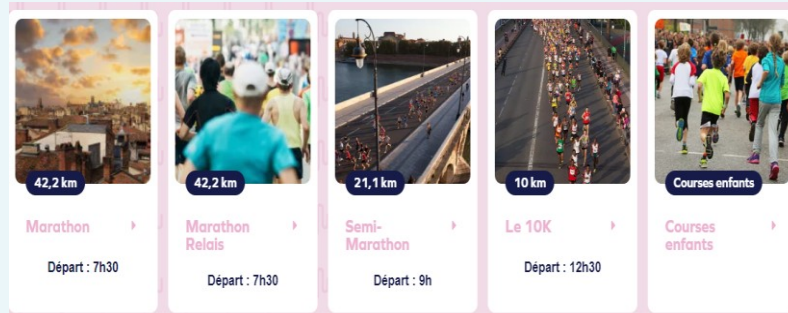 42,2 km
Marathon
Départ : 7h30
42,2 km
Marathon
Relais
Départ : 7h30
21,1 km
Semi-
Marathon
Départ : 9h
10 km
Le 10K
Départ : 12h30
Courses enfants
Courses
enfants